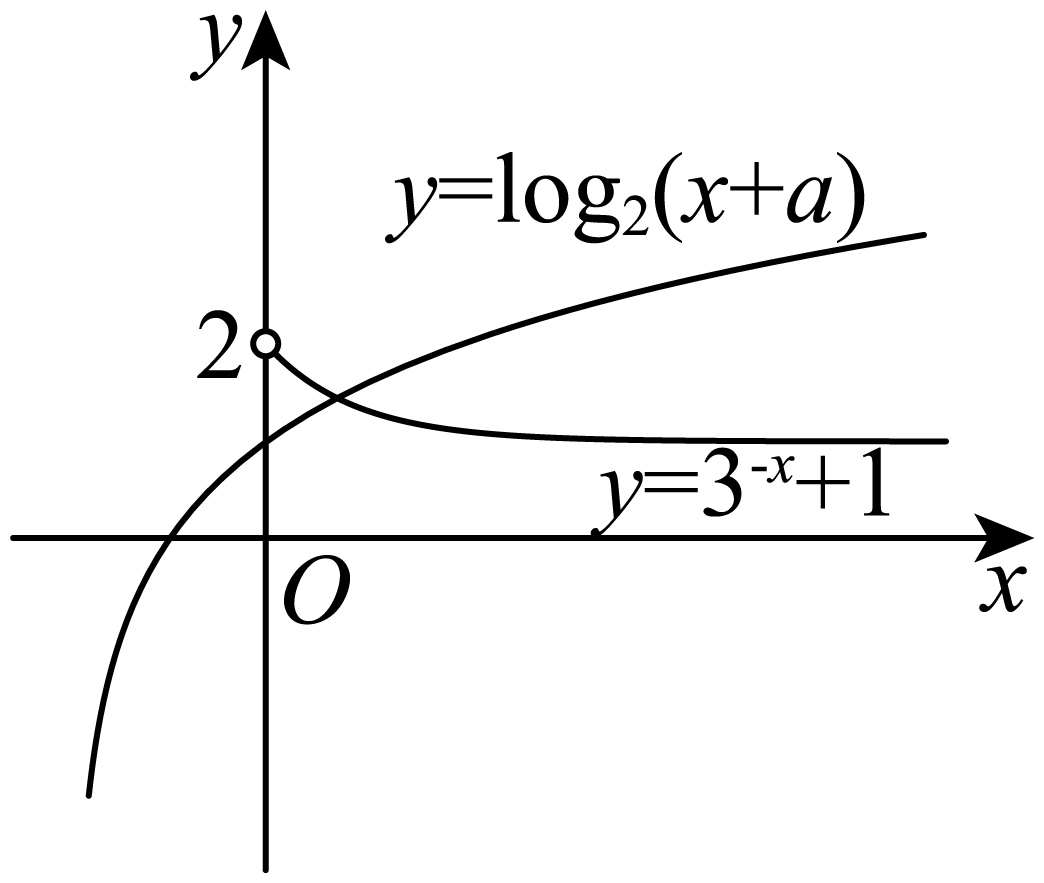 y
y=log₂(x+a)
2
y=3⁻ˣ+1
O
x